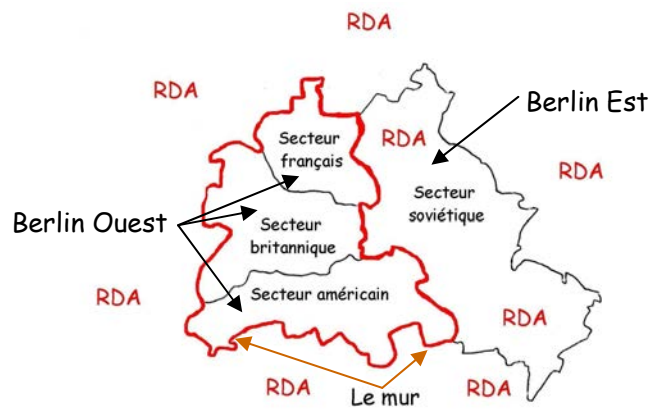 RDA
RDA
Berlin Est
RDA
Secteur
français
RDA
Secteur
soviétique
Berlin Ouest
Secteur
britannique
RDA
Secteur américain
RDA
RDA
RDA
Le mur